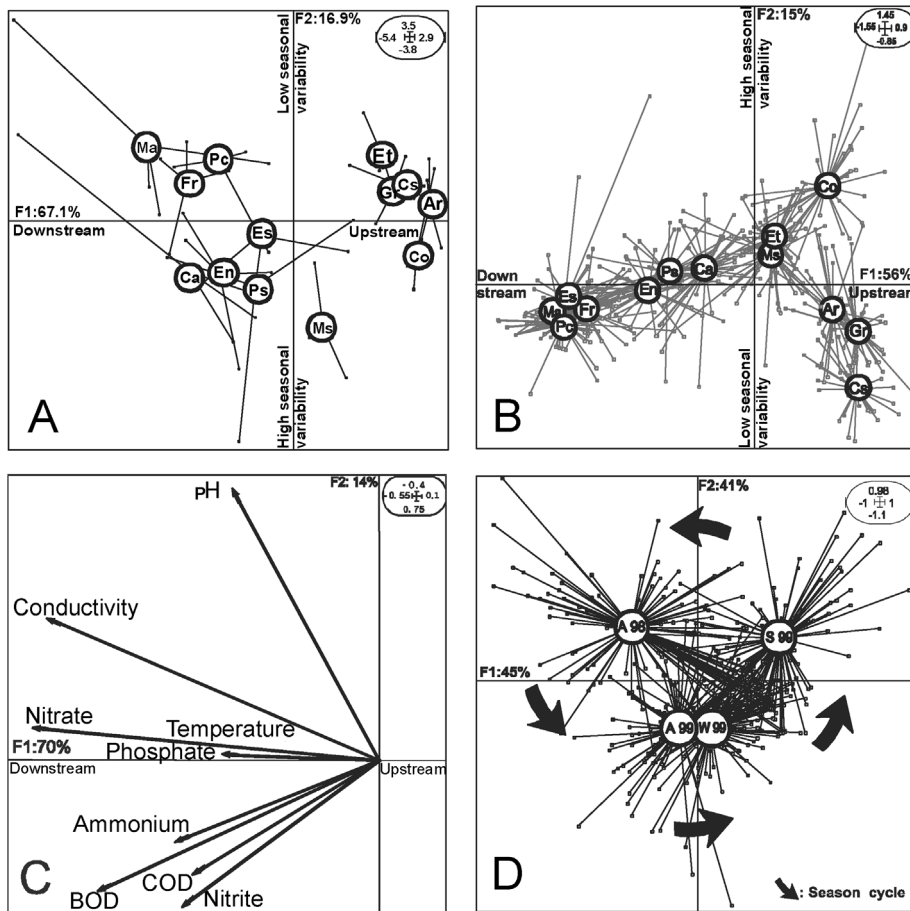 F2:16.9%
3.5
-5.4 2.9
-3.8
Low seasonal
variability
Ma
Pc
Fr
Et
Gr
Cs
Ar
F1:67.1%
Downstream
Upstream
Es
Co
Ca
En
Ps
Ms
High seasonal
variability
A
F2:15%
1.45
-1.55 0.9
-0.85
High seasonal
variability
Co
Et
Ms
Ps
Ca
Down
stream
F1:56%
Upstream
En
Es
Ma
Fr
Pc
Ar
Gr
Cs
Low seasonal
variability
B
F2: 14%
- 0.4
- 0.55 0.1
0.75
pH
Conductivity
Nitrate
Temperature
F1:70%
Phosphate
Downstream
Upstream
Ammonium
COD
BOD
Nitrite
C
F2:41%
0.98
-1 1
-1.1
A 98
S 99
F1:45%
A 99
W 99
D
: Season cycle